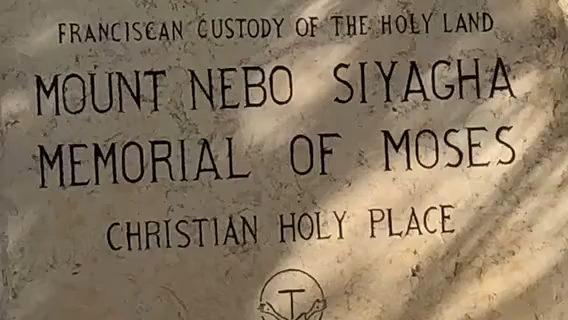 FRANCISCAN CUSTODY OF THE HOLY LAND
MOUNT NEBO SIYAGHA
MEMORIAL OF MOSES
CHRISTIAN HOLY PLACE